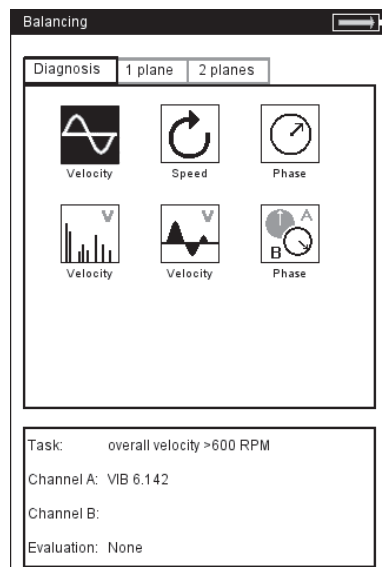 Balancing
Diagnosis 1 plane 2 planes
Velocity Speed Phase
V V A
B
Velocity Velocity Phase
Task: overall velocity >600 RPM
Channel A: VIB 6.142
Channel B:
Evaluation: None